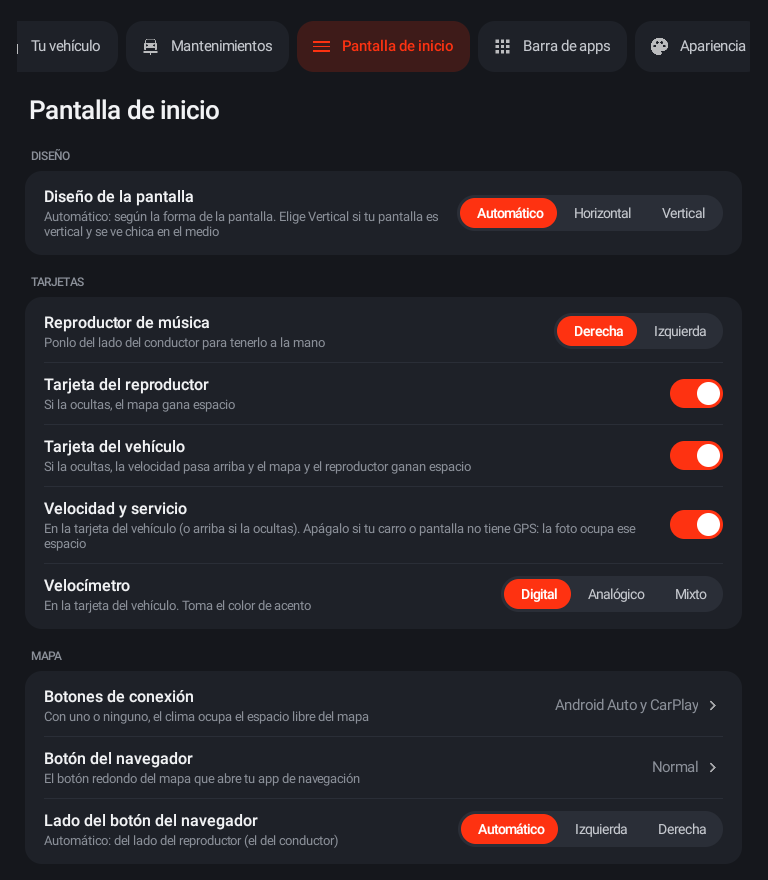 Tu vehículo
Mantenimientos
Pantalla de inicio
Barra de apps
Apariencia
Pantalla de inicio
DISEÑO
Diseño de la pantalla
Automático: según la forma de la pantalla. Elige Vertical si tu pantalla es
vertical y se ve chica en el medio
Automático
Horizontal
Vertical
TARJETAS
Reproductor de música
Ponlo del lado del conductor para tenerlo a la mano
Derecha
Izquierda
Tarjeta del reproductor
Si la ocultas, el mapa gana espacio
Tarjeta del vehículo
Si la ocultas, la velocidad pasa arriba y el mapa y el reproductor ganan espacio
Velocidad y servicio
En la tarjeta del vehículo (o arriba si la ocultas). Apágalo si tu carro o pantalla no tiene GPS: la foto ocupa ese
espacio
Velocímetro
En la tarjeta del vehículo. Toma el color de acento
Digital
Analógico
Mixto
MAPA
Botones de conexión
Con uno o ninguno, el clima ocupa el espacio libre del mapa
Android Auto y CarPlay
Botón del navegador
El botón redondo del mapa que abre tu app de navegación
Normal
Lado del botón del navegador
Automático: del lado del reproductor (el del conductor)
Automático
Izquierda
Derecha